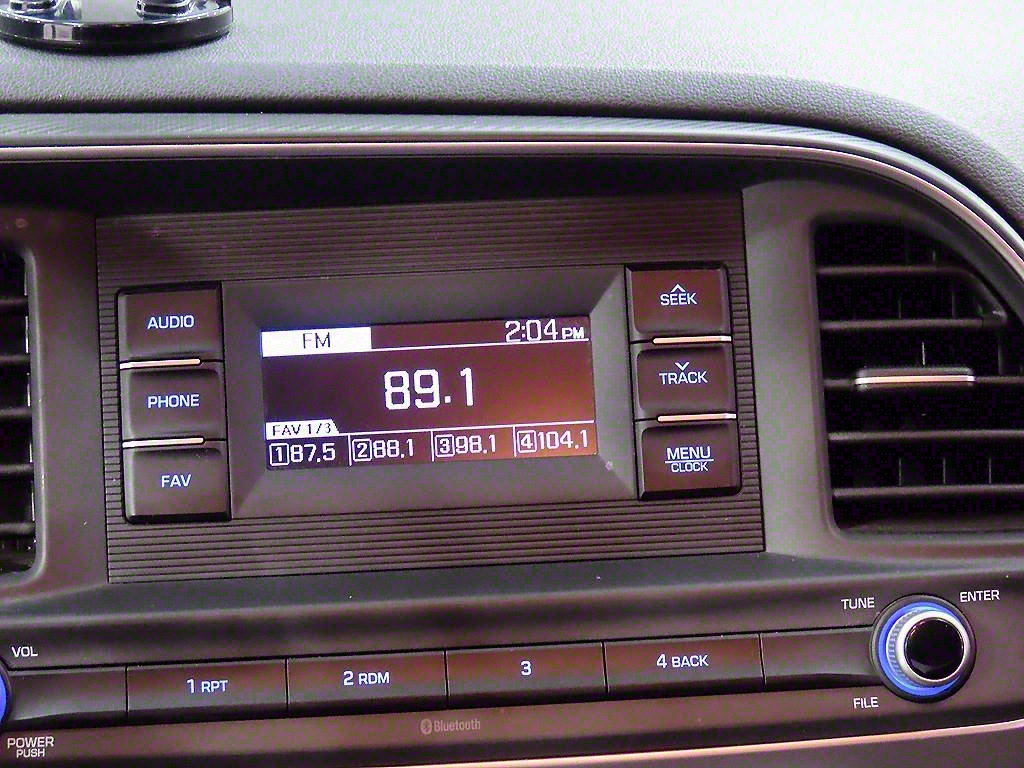 AUDIO
PHONE
FAV
FM 2:04 PM
89.1
FAV 1/3
1 87.5 2 88.1 3 98.1 4 104.1
SEEK
TRACK
MENU
CLOCK
VOL
POWER
PUSH
1 RPT
2 RDM
3
4 BACK
Bluetooth
TUNE
ENTER
FILE